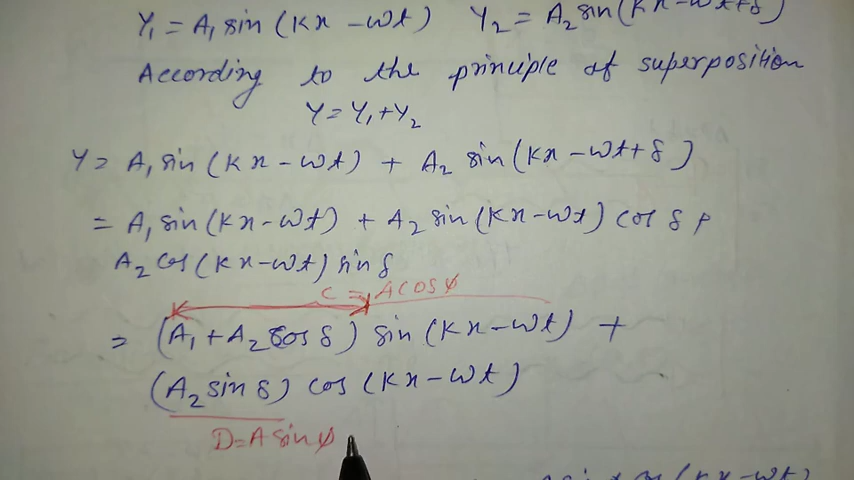 Y₁ = A₁ sin (Kx - ωt) Y₂ = A₂ sin (Kx - ωt + δ)
According to the principle of superposition
Y = Y₁ + Y₂
Y = A₁ sin (Kx - ωt) + A₂ sin (Kx - ωt + δ)
= A₁ sin (Kx - ωt) + A₂ sin (Kx - ωt) cos δ +
A₂ cos (Kx - ωt) sin δ
C = A COS φ
= (A₁ + A₂ cos δ) sin (Kx - ωt) +
(A₂ sin δ) cos (Kx - ωt)
D = A sin φ
(Kx - ωt)